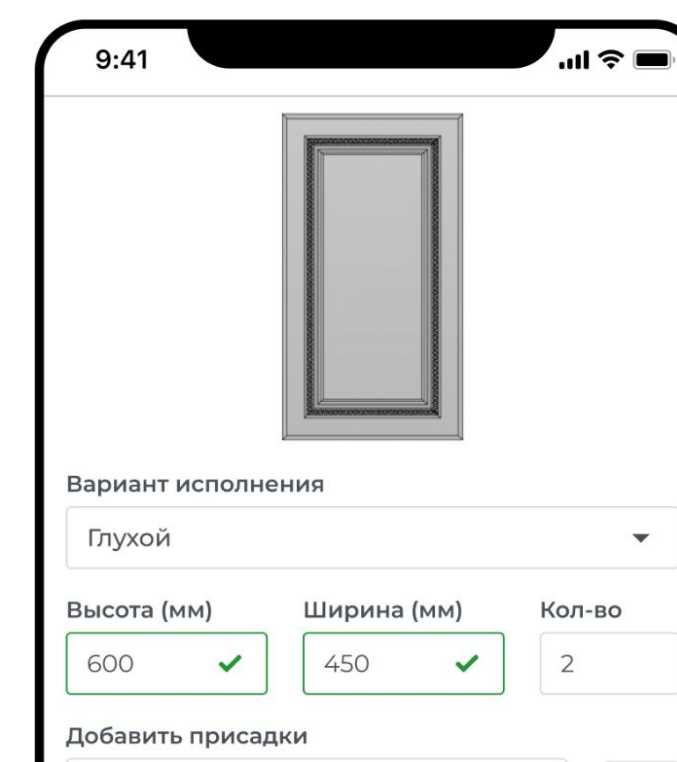 9:41
Вариант исполнения
Глухой
Высота (мм) Ширина (мм) Кол-во
600 450 2
Добавить присадки